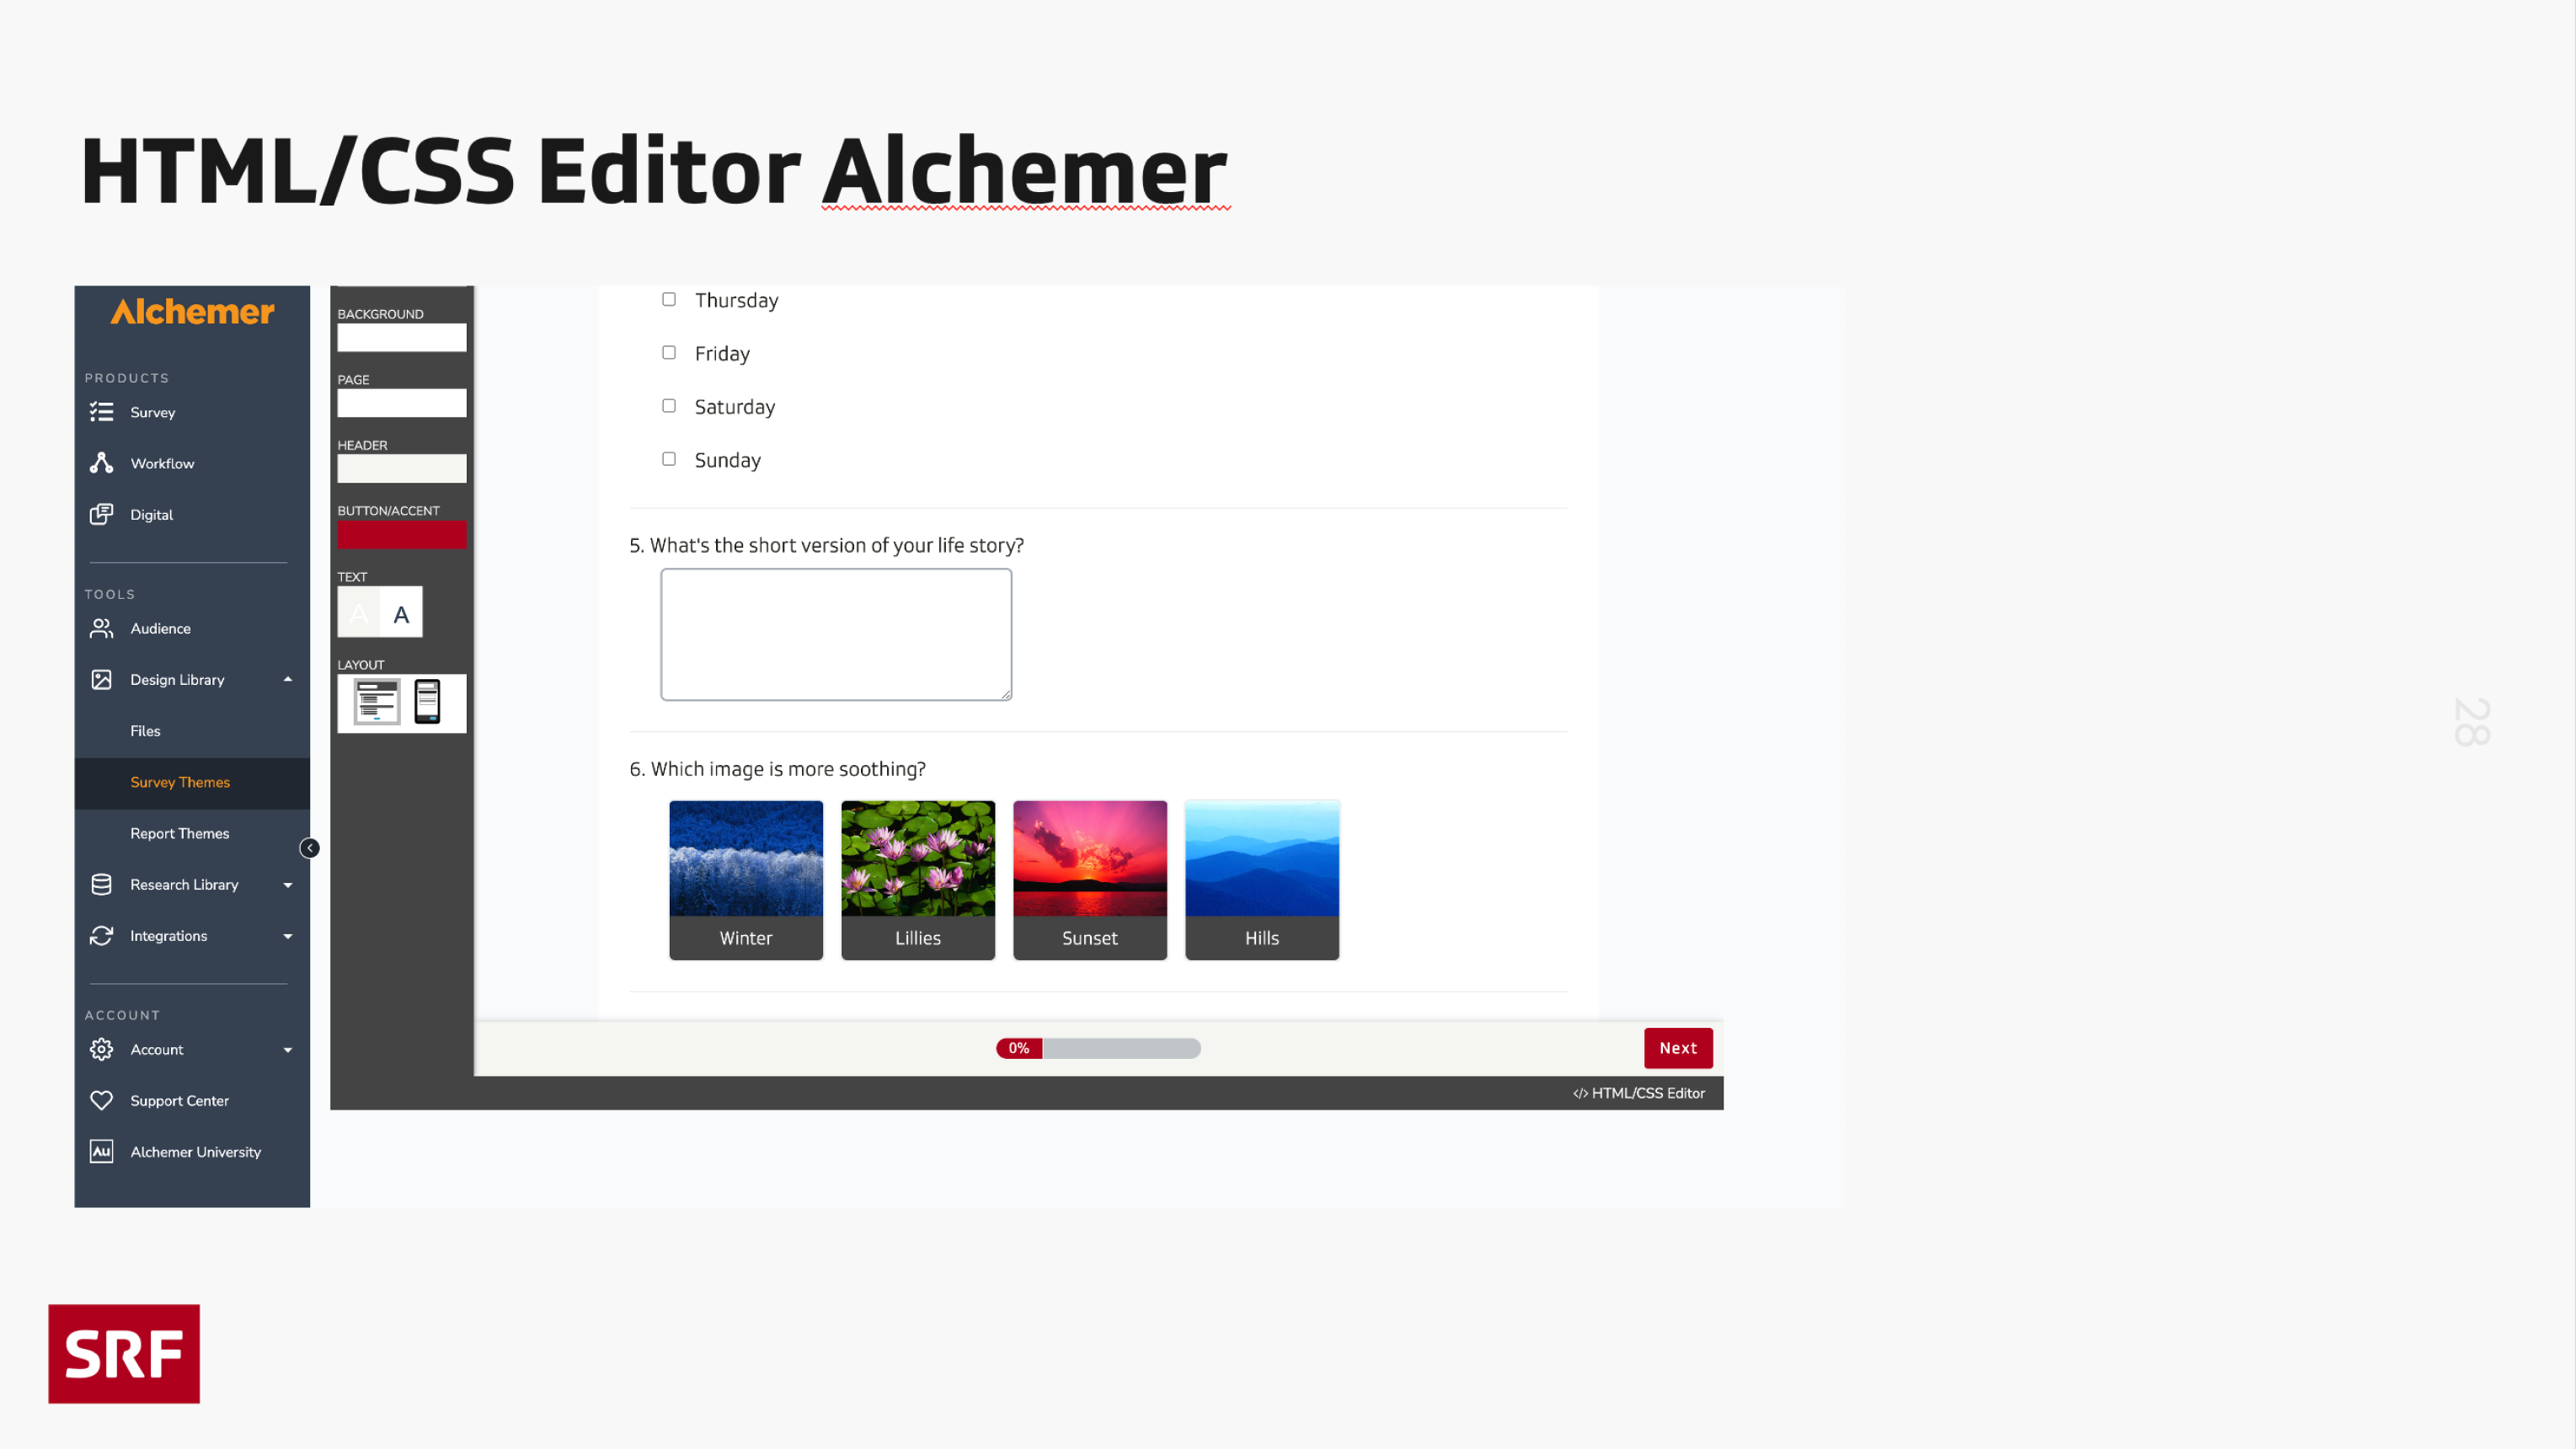 HTML/CSS Editor Alchemer
Alchemer
PRODUCTS
Survey
Workflow
Digital
TOOLS
Audience
Design Library
Files
Survey Themes
Report Themes
Research Library
Integrations
ACCOUNT
Account
Support Center
Au
Alchemer University
BACKGROUND
PAGE
HEADER
BUTTON/ACCENT
TEXT
A A
LAYOUT
Thursday
Friday
Saturday
Sunday
5. What's the short version of your life story?
6. Which image is more soothing?
Winter Lillies Sunset Hills
0%
Next
</> HTML/CSS Editor
28
SRF